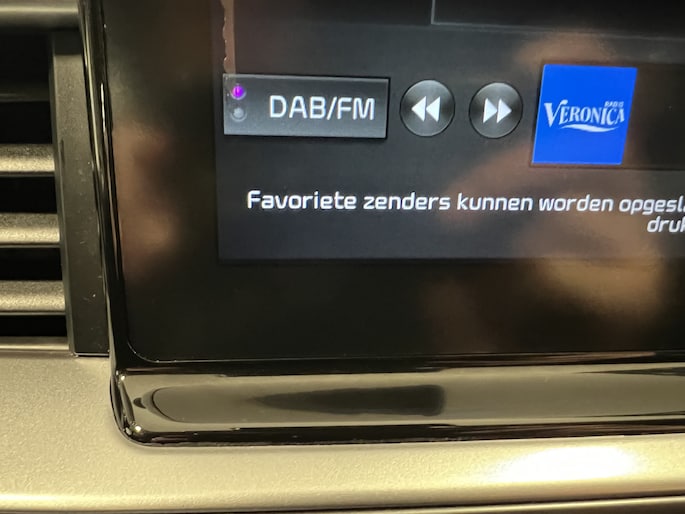 DAB/FM
RADIO
VERONICA
Favoriete zenders kunnen worden